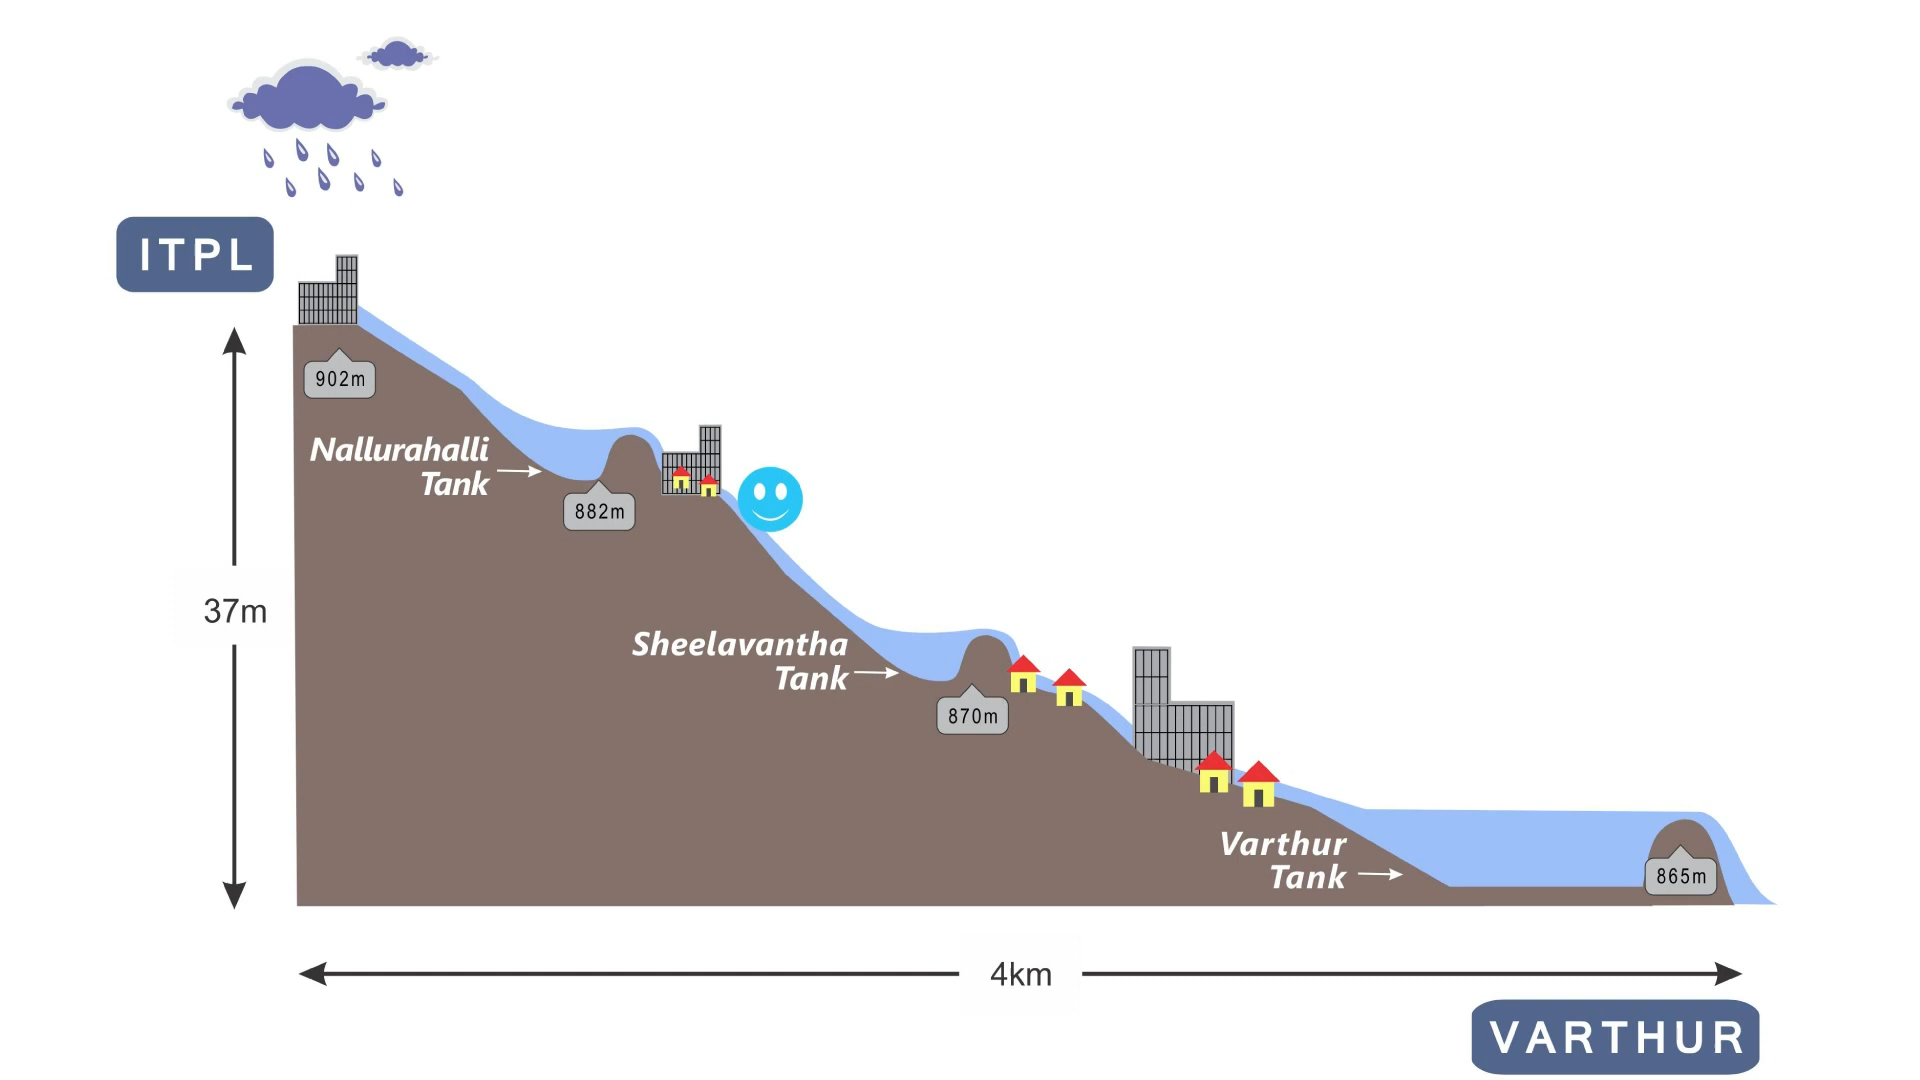 ITPL
902m
Nallurahalli
Tank
882m
37m
Sheelavantha
Tank
870m
Varthur
Tank
865m
4km
VARTHUR